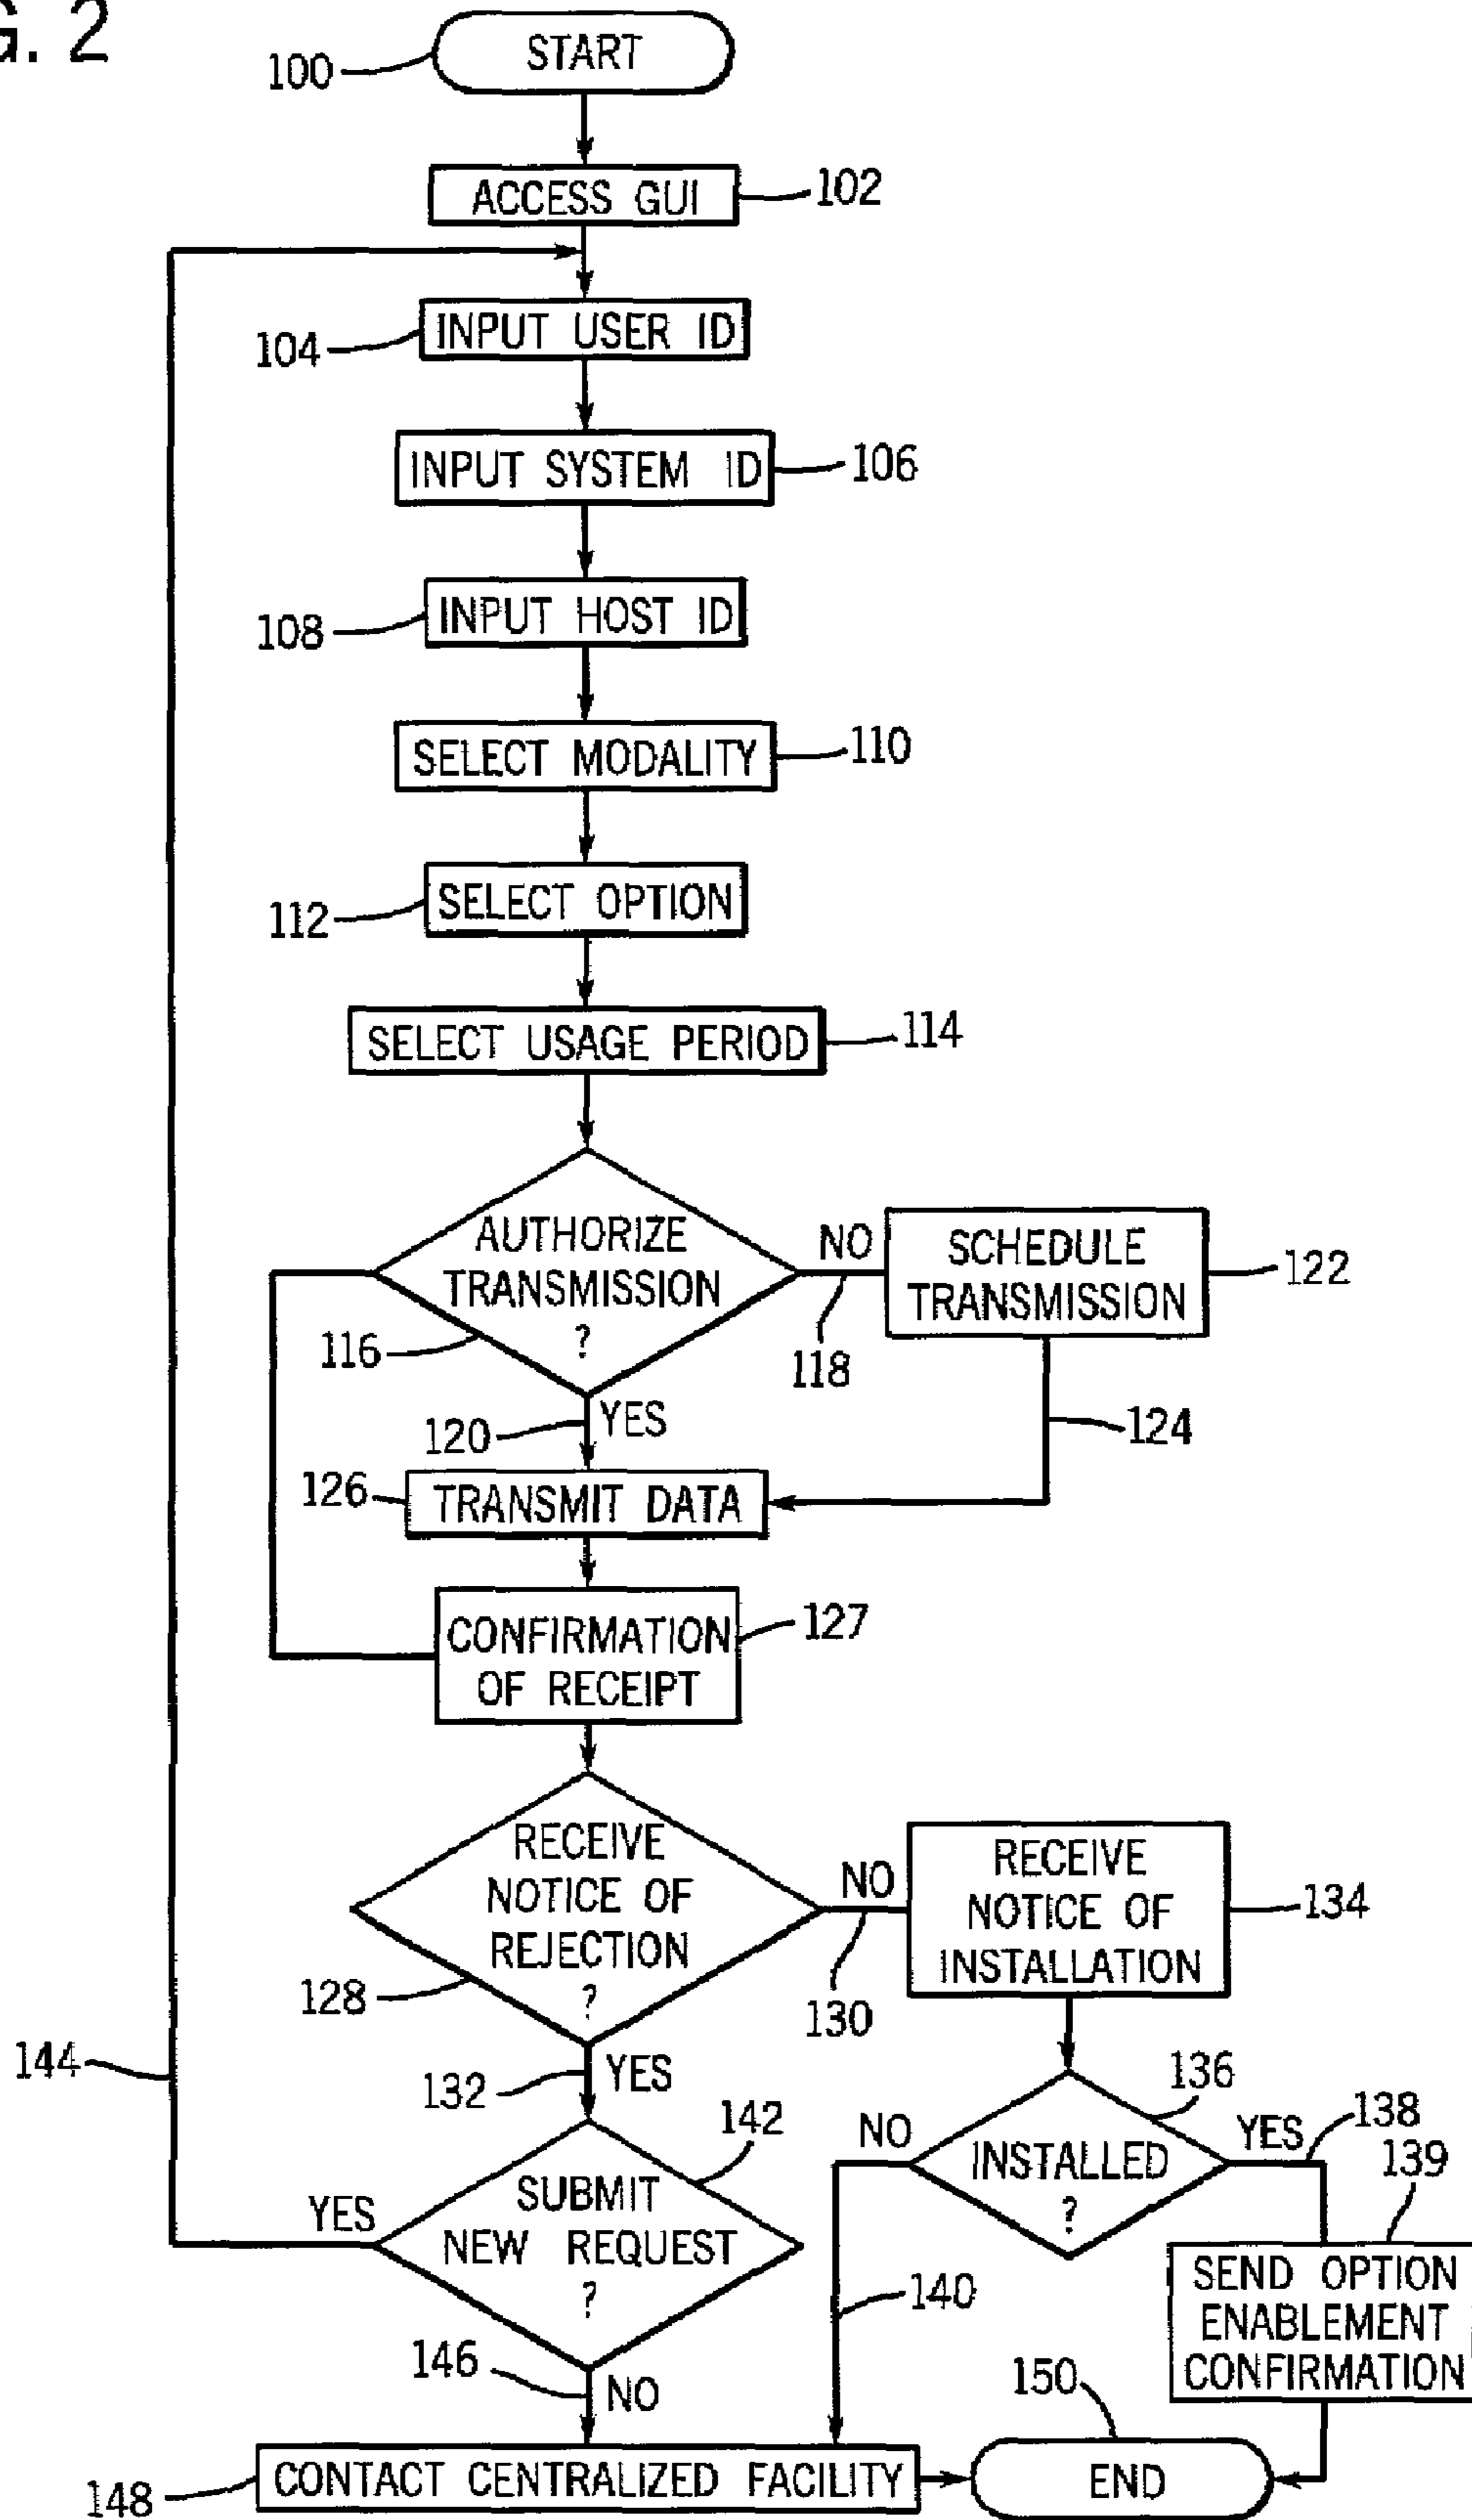 G. 2
START
100
ACCESS GUI
102
INPUT USER ID
104
INPUT SYSTEM ID
106
INPUT HOST ID
108
SELECT MODALITY
110
SELECT OPTION
112
SELECT USAGE PERIOD
114
AUTHORIZE
TRANSMISSION
?
116
NO
118
SCHEDULE
TRANSMISSION
122
120
YES
124
126
TRANSMIT DATA
CONFIRMATION
OF RECEIPT
127
RECEIVE
NOTICE OF
REJECTION
?
128
NO
130
RECEIVE
NOTICE OF
INSTALLATION
134
132
YES
144
136
INSTALLED
?
NO
YES
138
139
142
SUBMIT
NEW REQUEST
?
YES
140
SEND OPTION
ENABLEMENT
CONFIRMATION
146
NO
150
148
CONTACT CENTRALIZED FACILITY
END